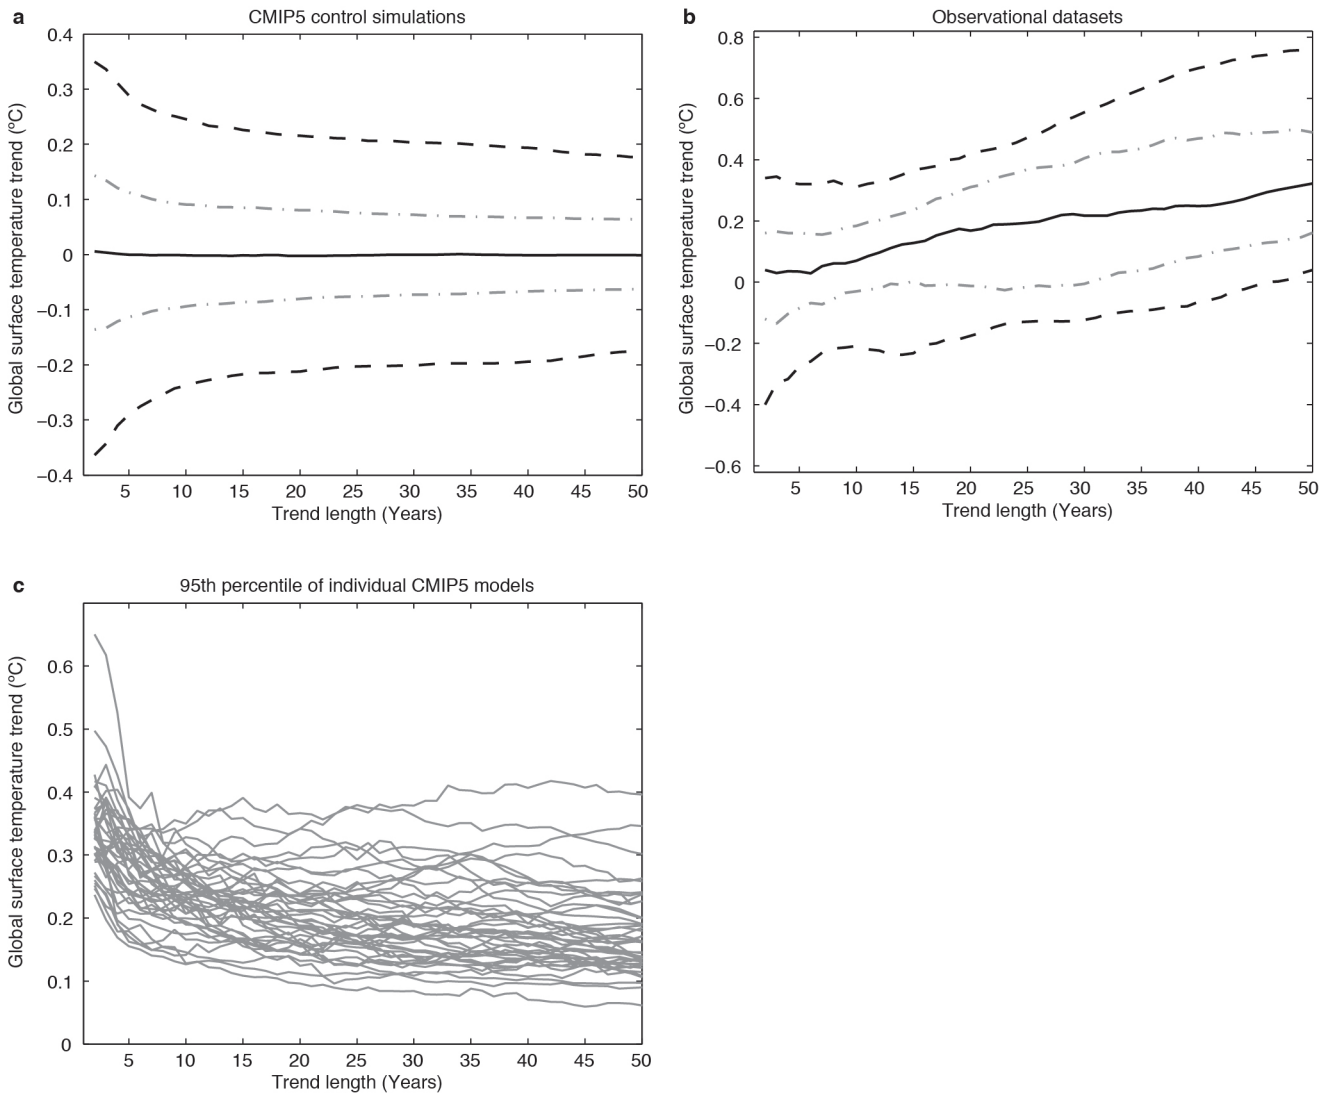 a
CMIP5 control simulations
0.4
0.3
0.2
0.1
0
–0.1
–0.2
–0.3
–0.4
Global surface temperature trend (°C)
5 10 15 20 25 30 35 40 45 50
Trend length (Years)
b
Observational datasets
0.8
0.6
0.4
0.2
0
–0.2
–0.4
–0.6
Global surface temperature trend (°C)
5 10 15 20 25 30 35 40 45 50
Trend length (Years)
c
95th percentile of individual CMIP5 models
0.6
0.5
0.4
0.3
0.2
0.1
0
Global surface temperature trend (°C)
5 10 15 20 25 30 35 40 45 50
Trend length (Years)